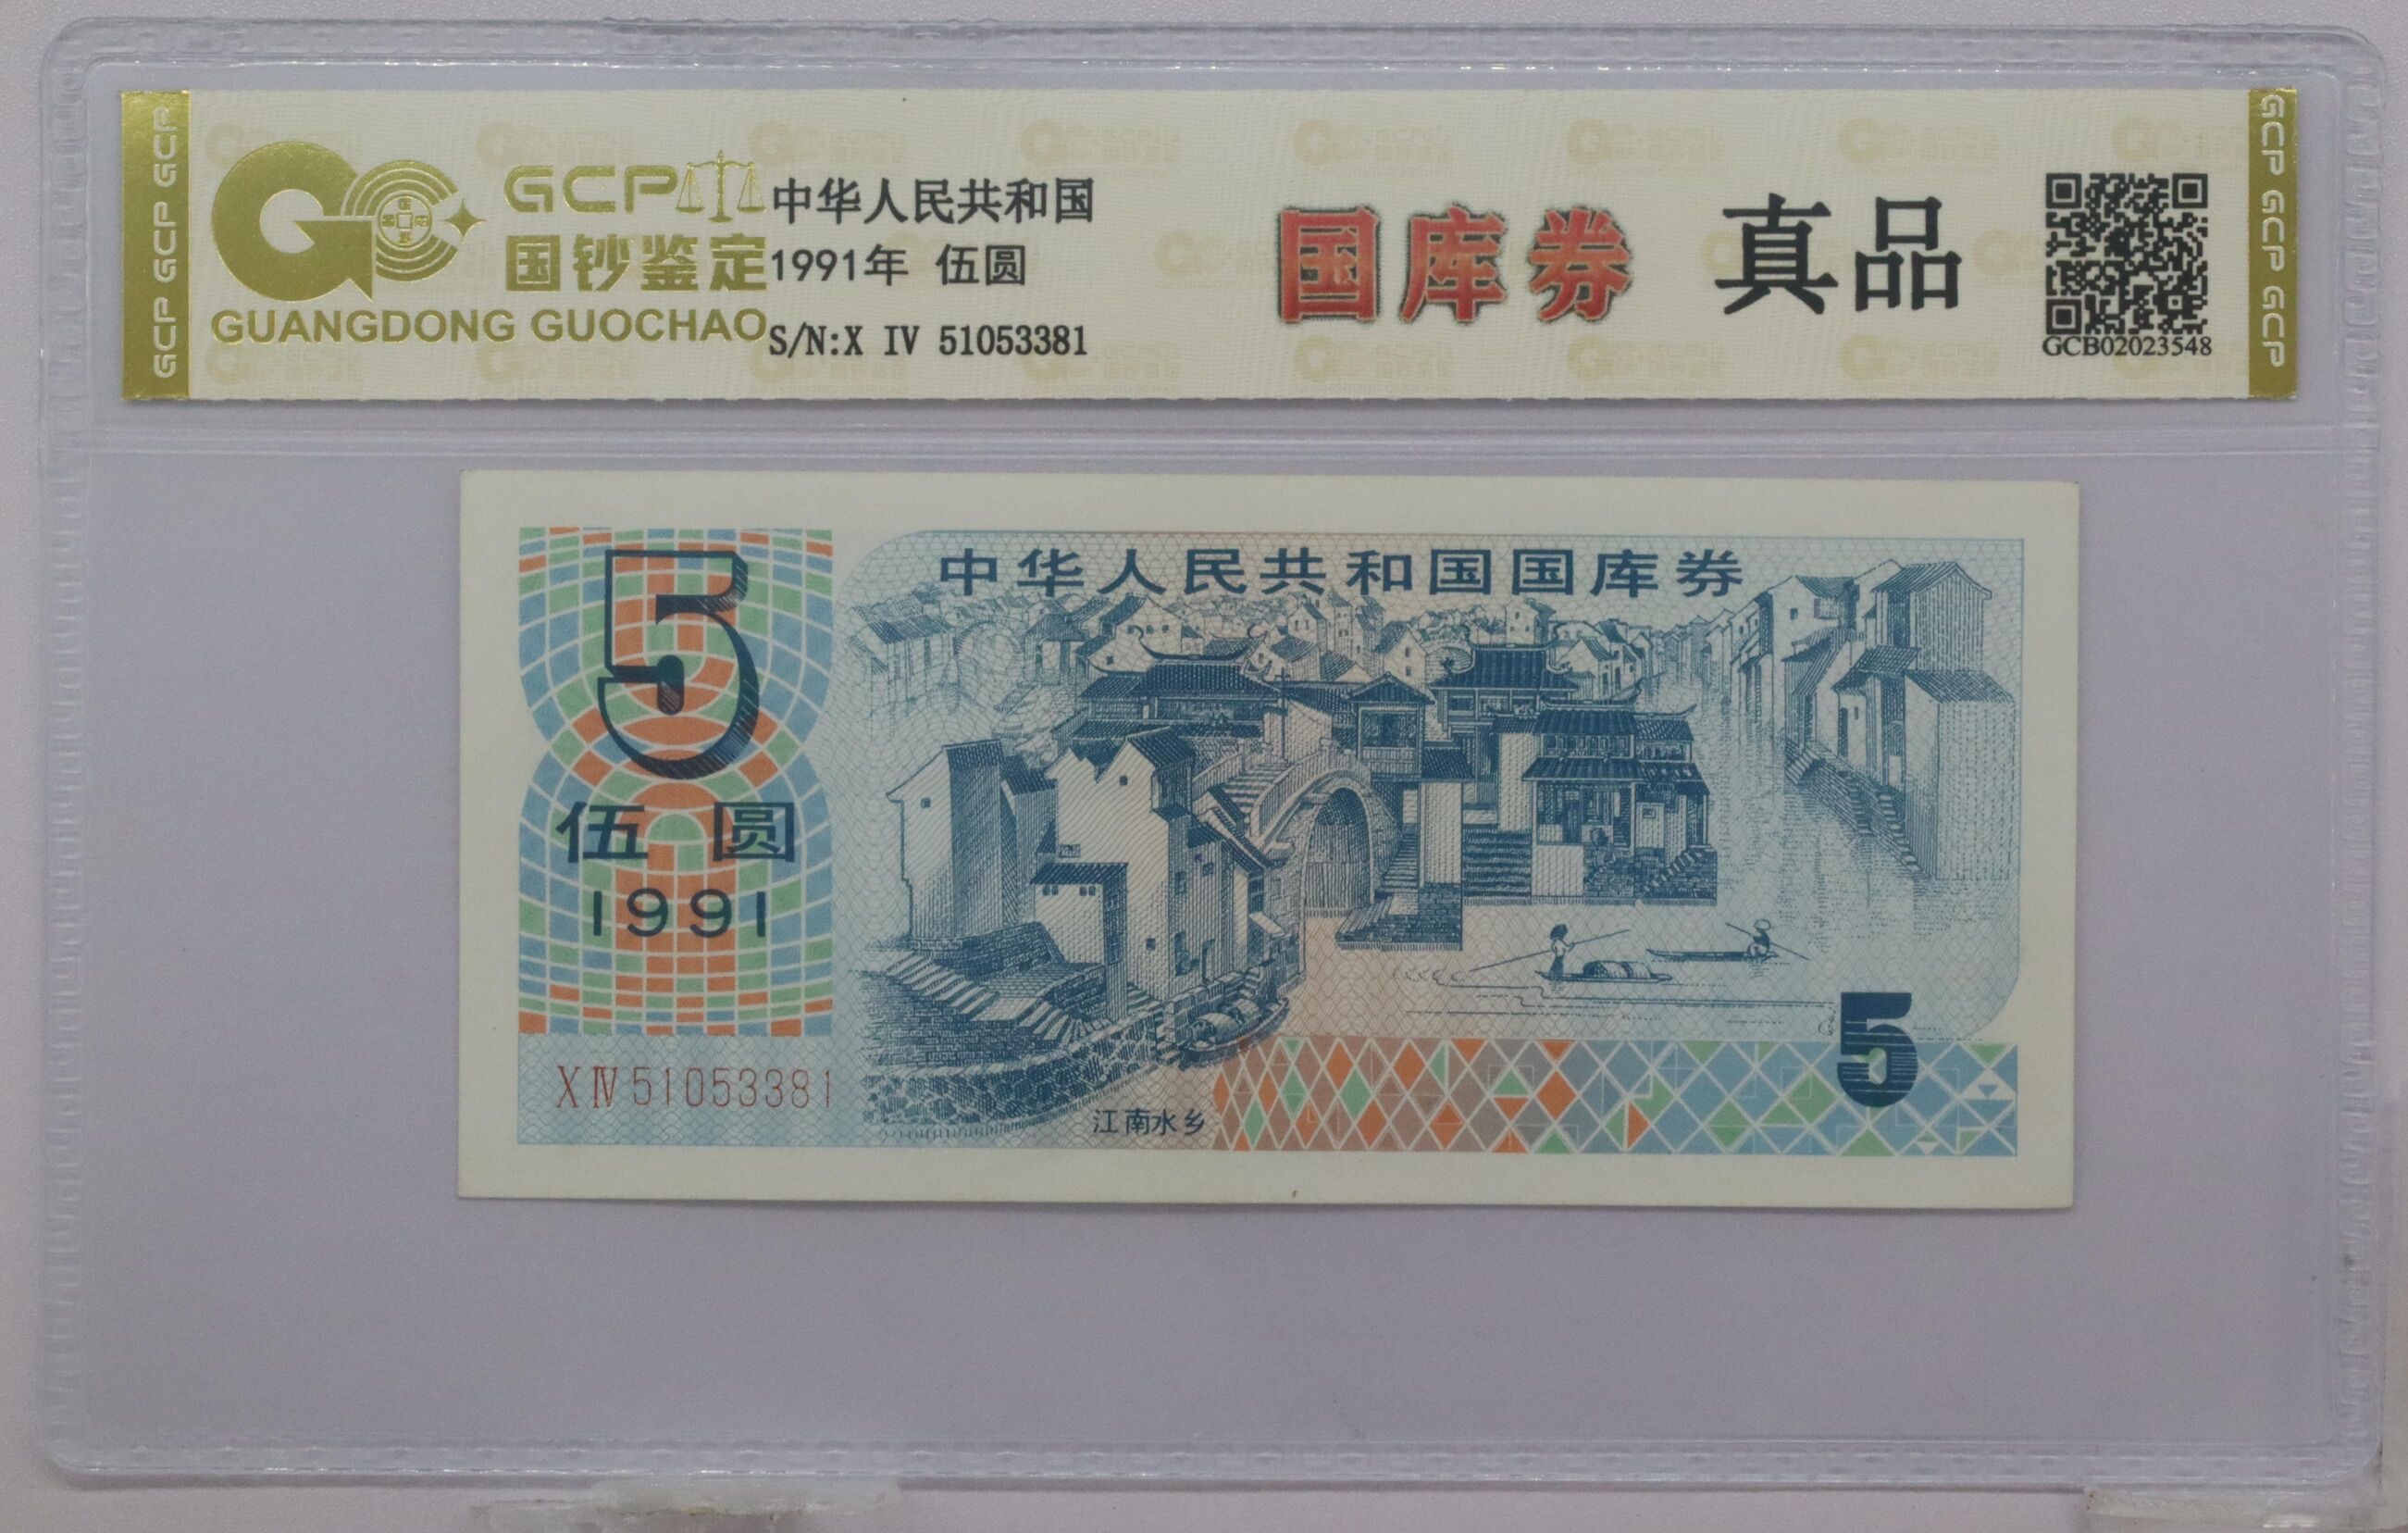 GCP GCP GCP
GCP
国钞鉴定
GUANGDONG GUOCHAO
中华人民共和国
1991年 伍圆
S/N:X IV 51053381
国库券 真品
GCB02023548
GCP GCP GCP
中华人民共和国国库券
5
伍圆
1991
XⅣ51053381
江南水乡
5